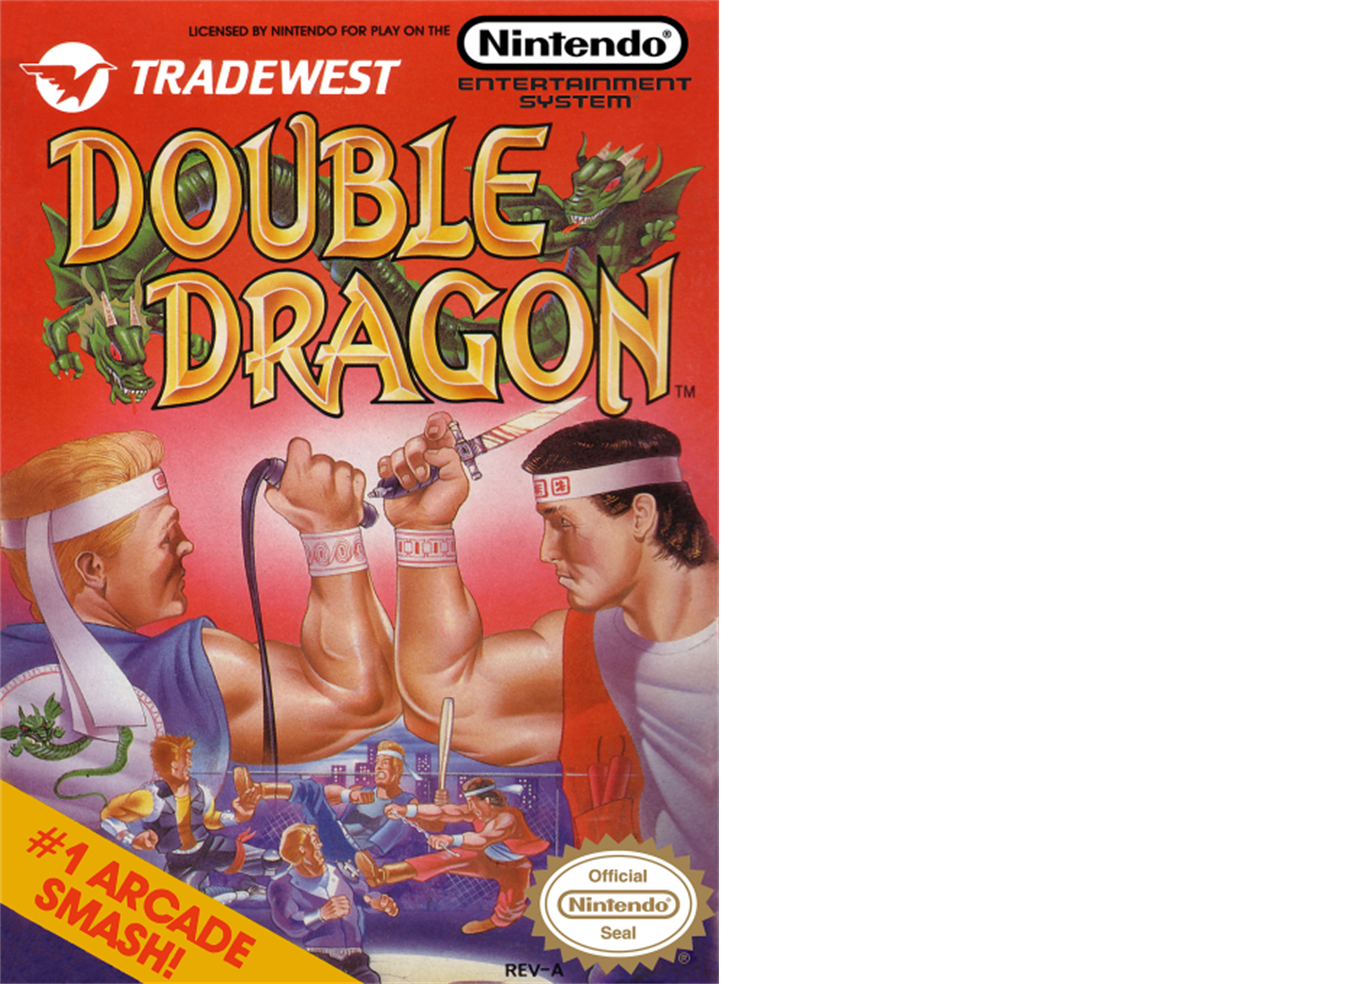 LICENSED BY NINTENDO FOR PLAY ON THE
Nintendo®
ENTERTAINMENT
SYSTEM™
TRADEWEST
DOUBLE
DRAGON™
#1 ARCADE
SMASH!
Official
Nintendo®
Seal
®
REV-A